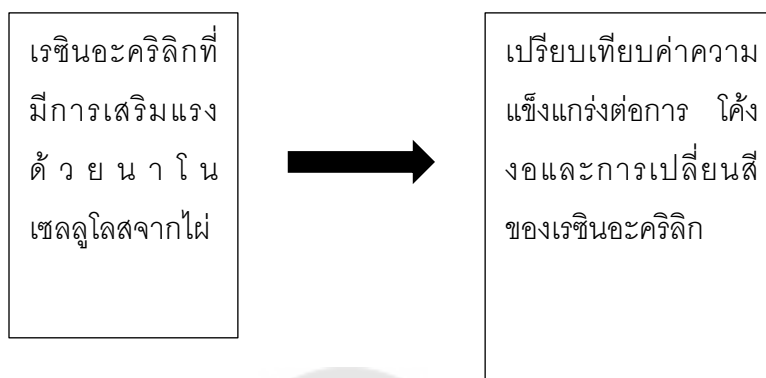 เรซินอะคริลิกที่
มีการเสริมแรง
ด้วยนาโน
เซลลูโลสจากไผ่
เปรียบเทียบค่าความ
แข็งแกร่งต่อการ โค้ง
งอและการเปลี่ยนสี
ของเรซินอะคริลิก